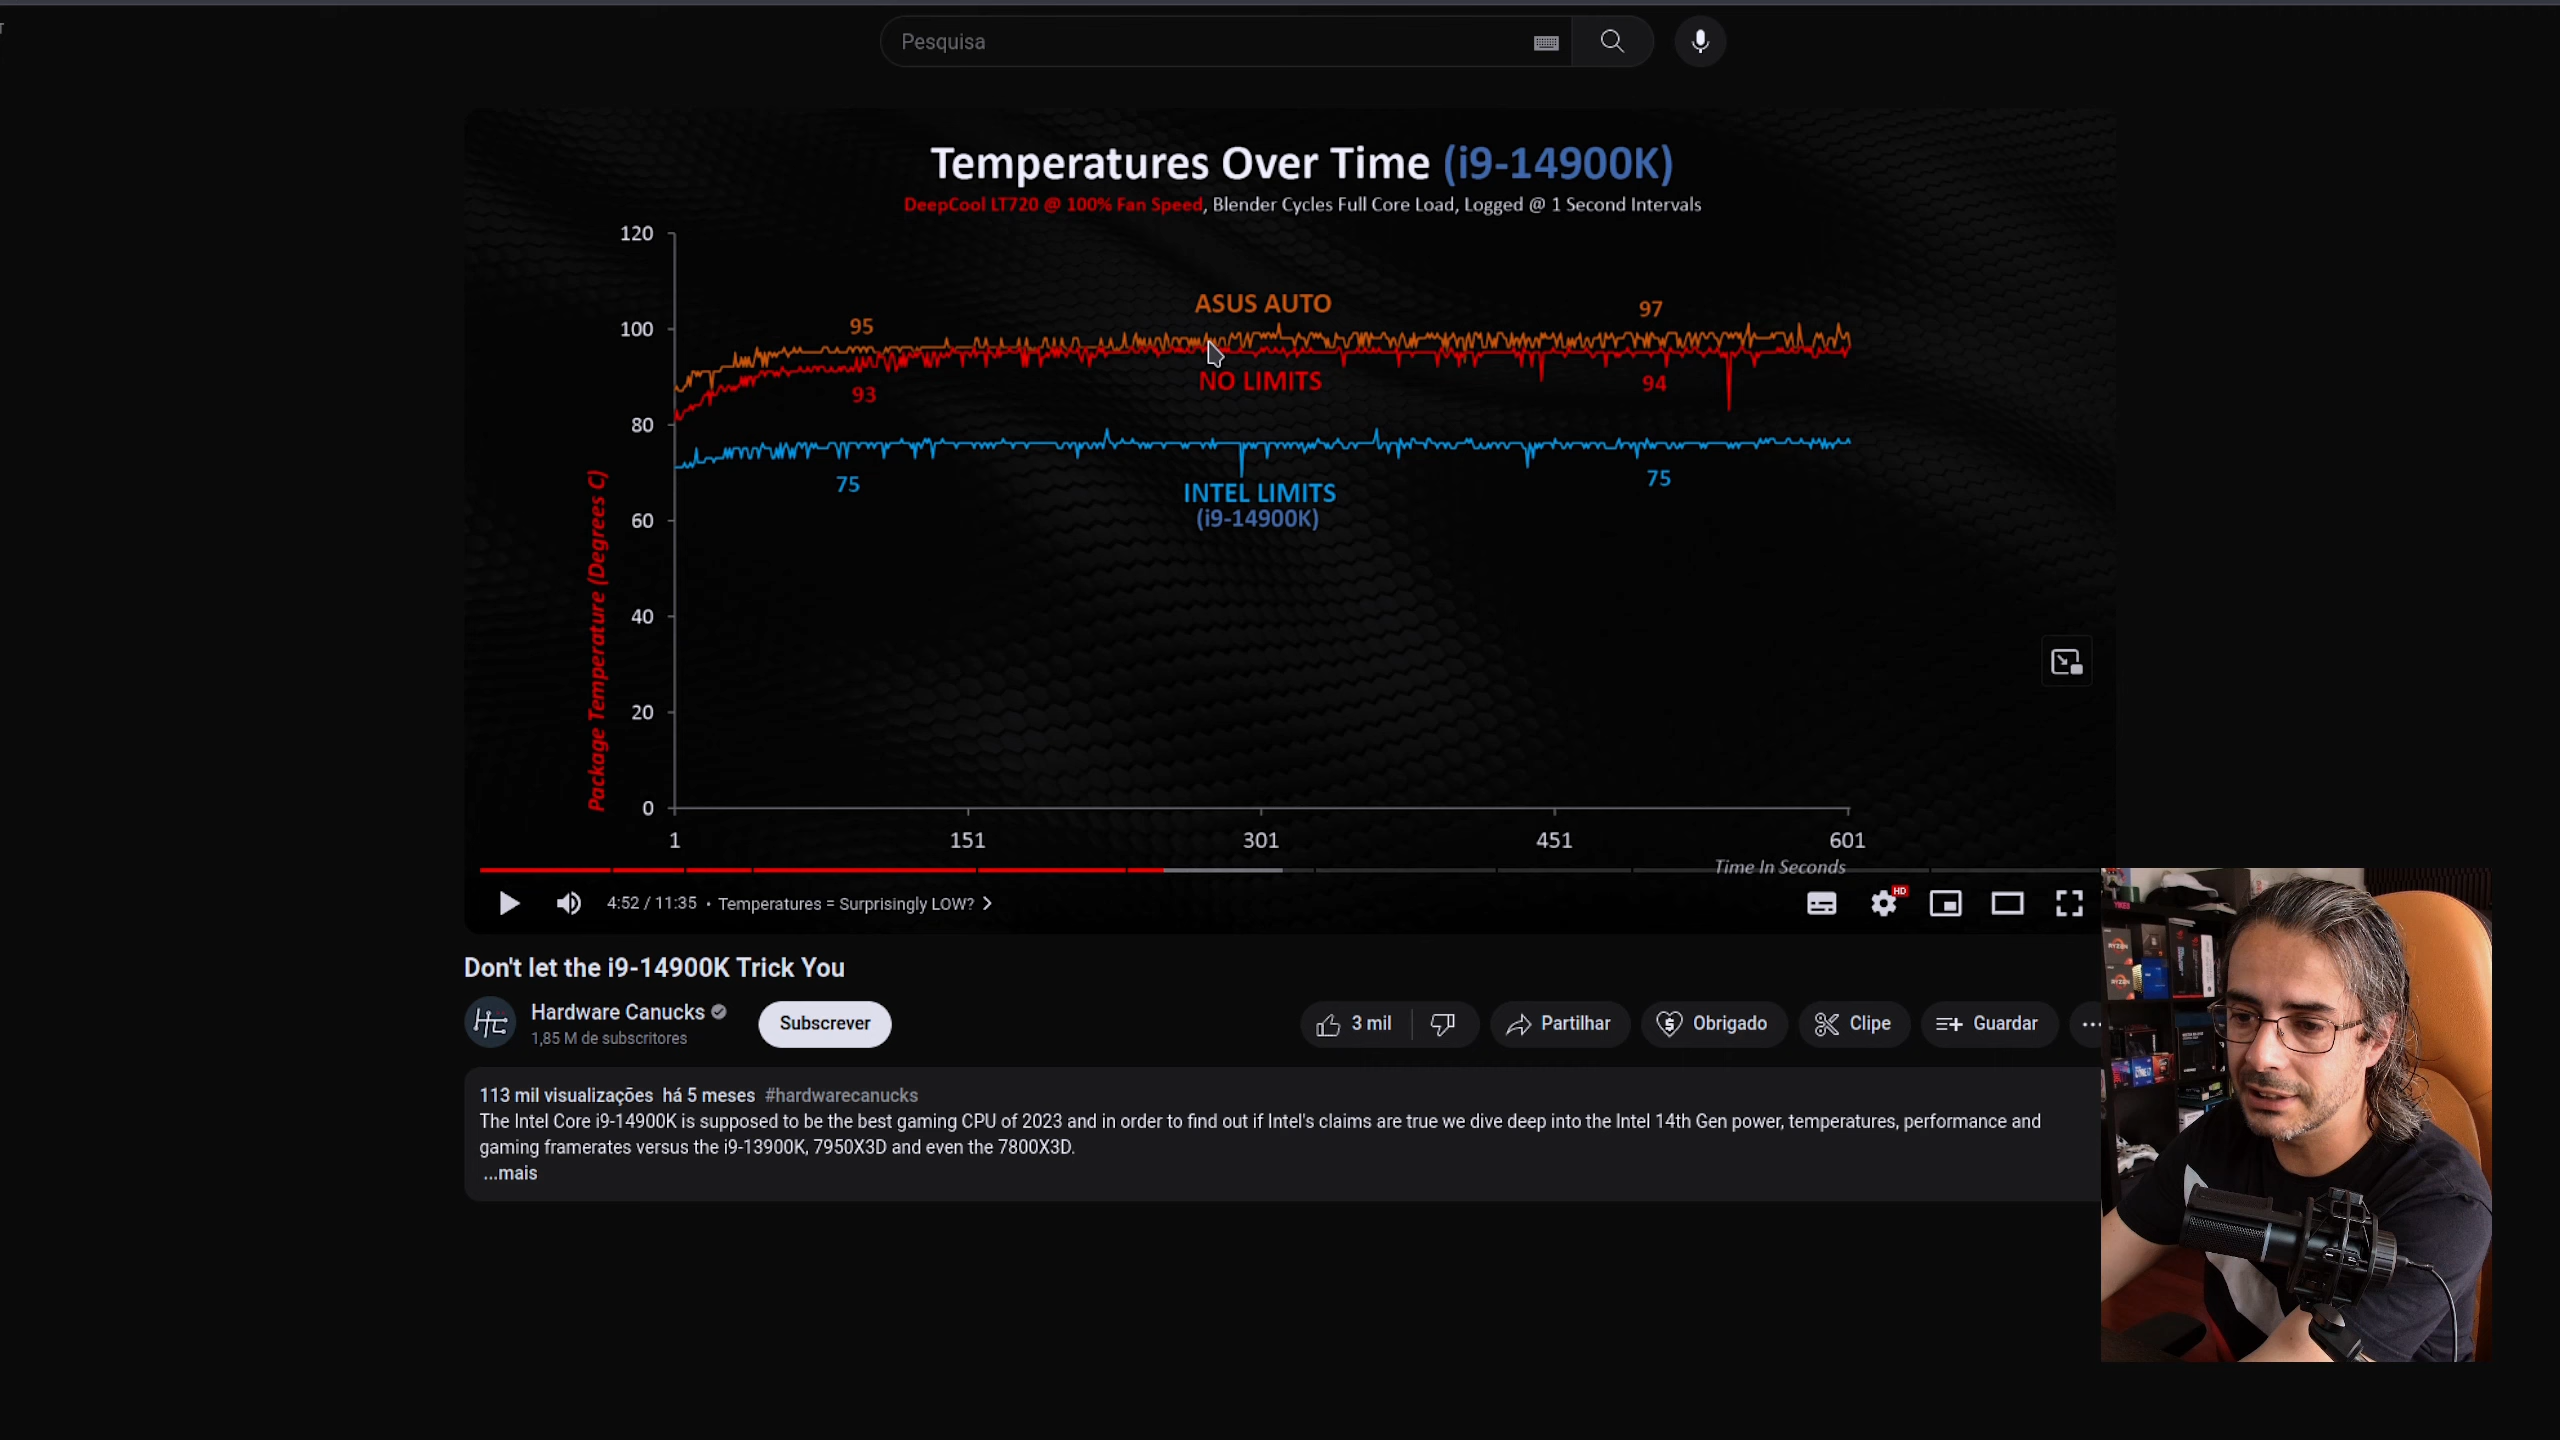 T
Pesquisa
Temperatures Over Time (i9-14900K)
DeepCool LT720 @ 100% Fan Speed, Blender Cycles Full Core Load, Logged @ 1 Second Intervals
120
100
80
60
40
20
0
Package Temperature (Degrees C)
95
ASUS AUTO
97
93
NO LIMITS
94
75
INTEL LIMITS
(i9-14900K)
75
1
151
301
451
601
Time In Seconds
4:52 / 11:35 • Temperatures = Surprisingly LOW?
HD
Don't let the i9-14900K Trick You
Hardware Canucks
1,85 M de subscritores
Subscrever
3 mil
Partilhar
Obrigado
Clipe
Guardar
113 mil visualizações há 5 meses #hardwarecanucks
The Intel Core i9-14900K is supposed to be the best gaming CPU of 2023 and in order to find out if Intel's claims are true we dive deep into the Intel 14th Gen power, temperatures, performance and
gaming framerates versus the i9-13900K, 7950X3D and even the 7800X3D.
...mais
RYZEN
RYZEN